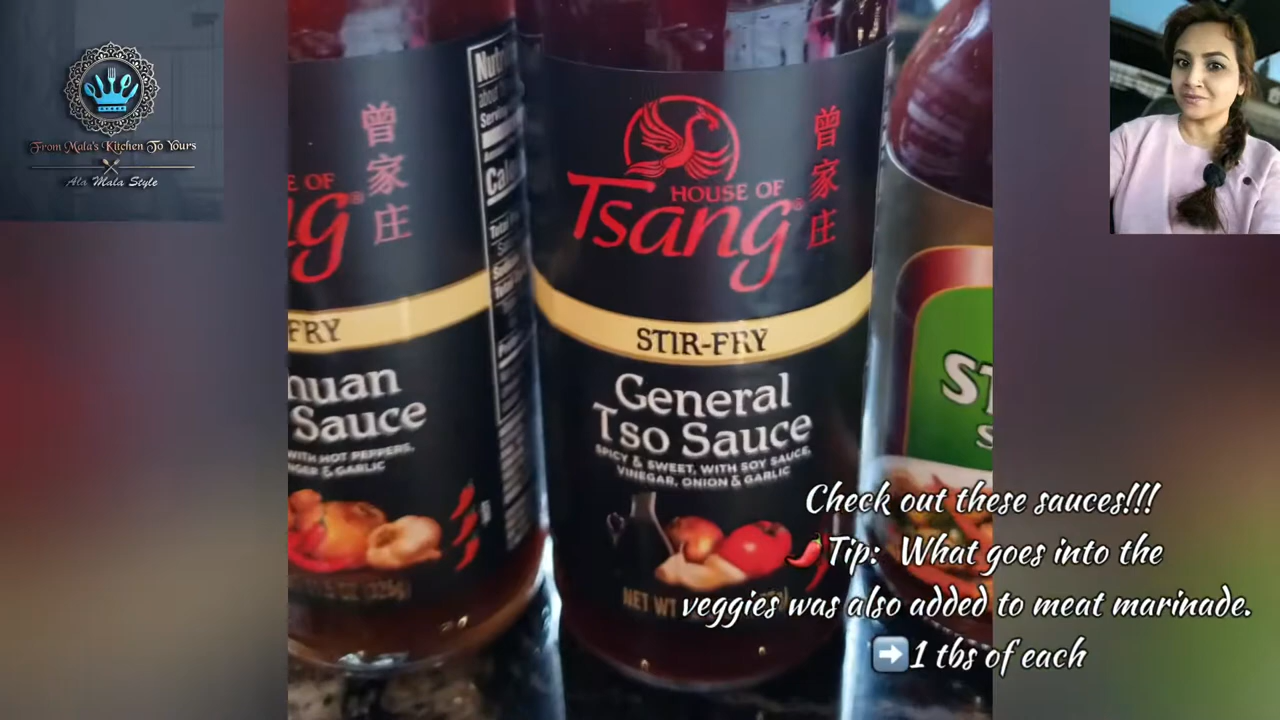 From Mala's Kitchen To Yours
Ala Mala Style
曾家庄
HOUSE OF
Tsang®
曾家庄
STIR-FRY
General
Tso Sauce
SPICY & SWEET, WITH SOY SAUCE,
VINEGAR, ONION & GARLIC
NET WT
FRY
Sauce
WITH HOT PEPPERS,
& GARLIC
Check out these sauces!!!
🌶️Tip: What goes into the
veggies was also added to meat marinade.
➡️1 tbs of each